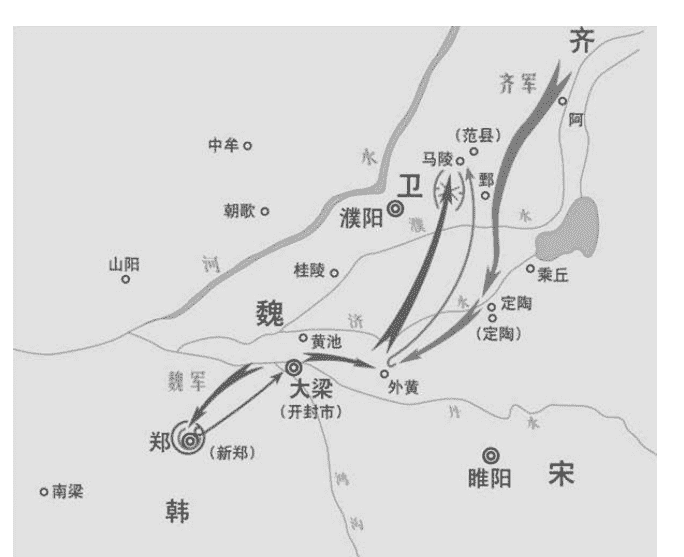 齐
齐军
阿
(范县)
中牟
马陵
水
鄄
卫
朝歌
濮阳
濮
水
河
山阳
桂陵
乘丘
魏
济
水
定陶
(定陶)
黄池
魏军
大梁
(开封市)
外黄
丹
水
郑
(新郑)
睢阳
宋
南梁
鸿
沟
韩